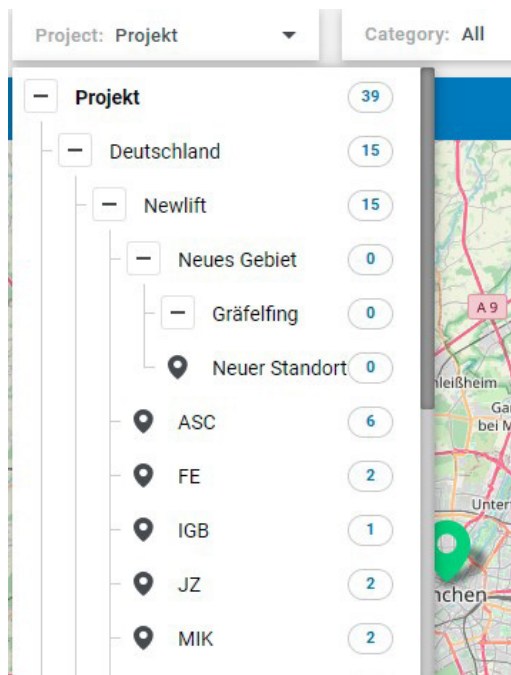 Project: Projekt
Category: All
Projekt 39
Deutschland 15
Newlift 15
Neues Gebiet 0
Gräfelfing 0
Neuer Standort 0
ASC 6
FE 2
IGB 1
JZ 2
MIK 2
A 9
leißheim
Ga
bei M
Unter
nchen